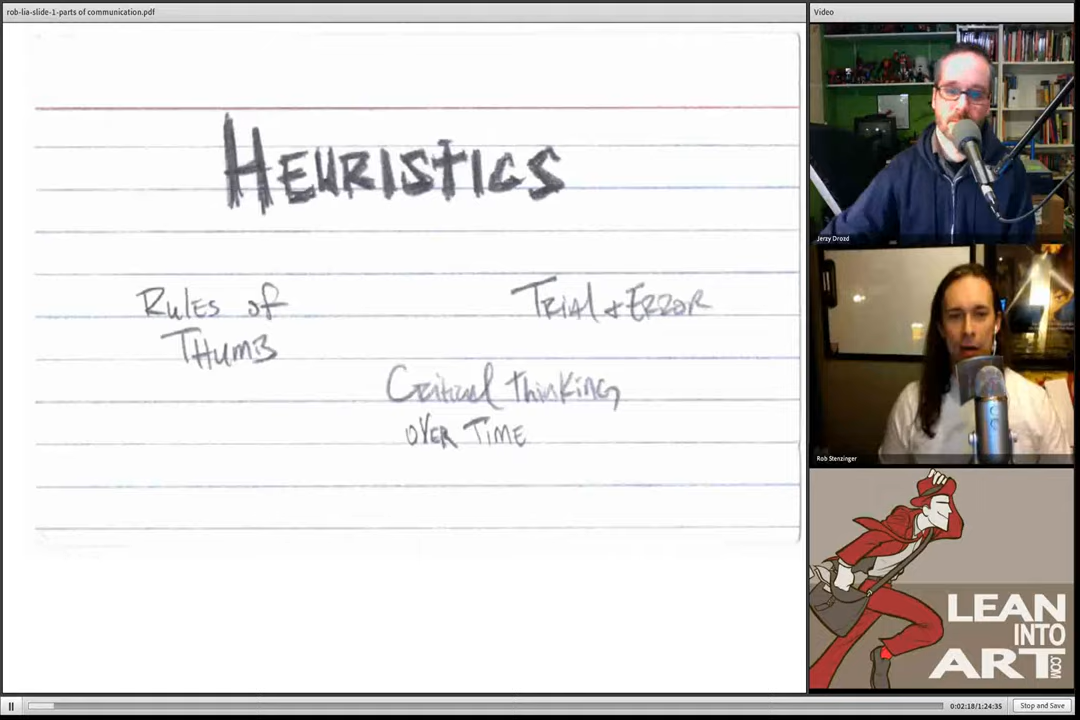 rob-lia-slide-1-parts of communication.pdf
Video
HEURISTICS
RULES of
THUMB
TRIAL + ERROR
Critical thinking
OVER TIME
Jerzy Drozd
Rob Stenzinger
LEAN
INTO
ART
.COM
0:02:18/1:24:35
Stop and Save